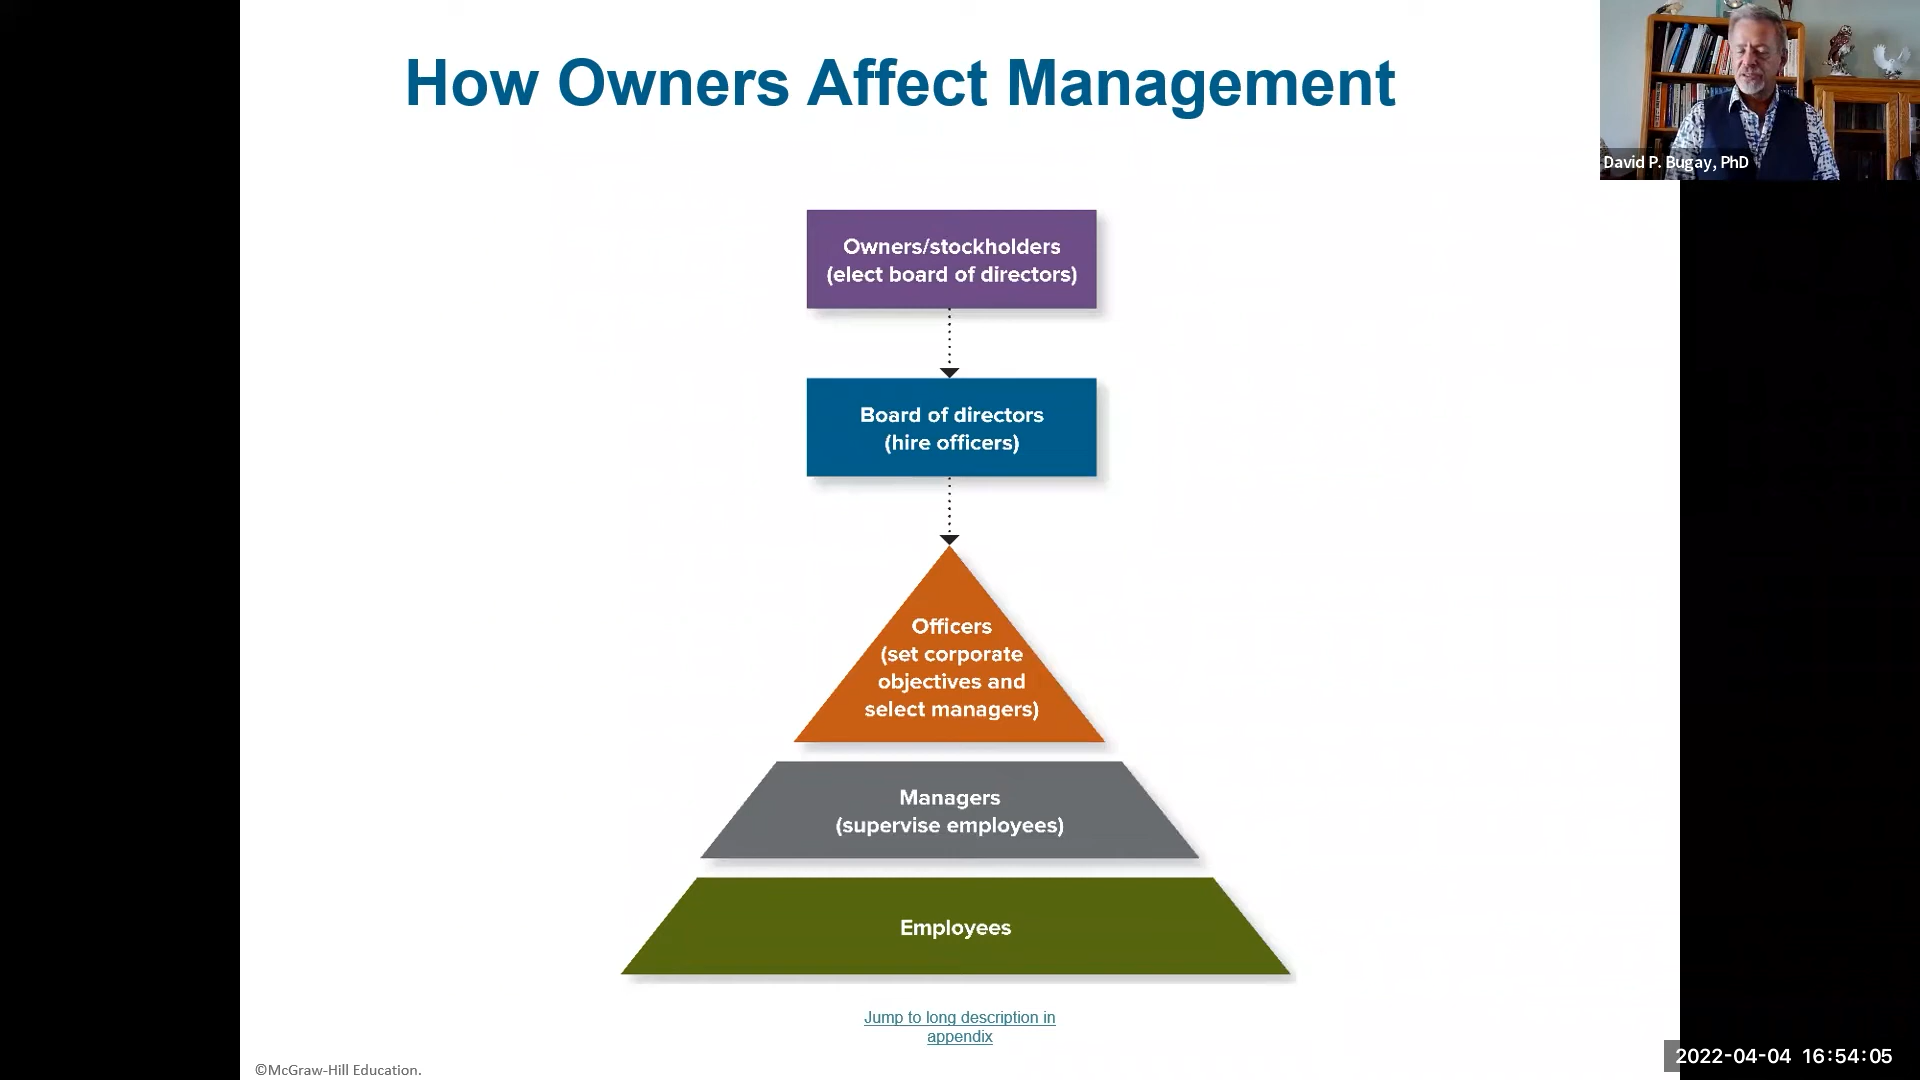 How Owners Affect Management
David P. Bugay, PhD
Owners/stockholders
(elect board of directors)
Board of directors
(hire officers)
Officers
(set corporate
objectives and
select managers)
Managers
(supervise employees)
Employees
Jump to long description in
appendix
©McGraw-Hill Education.
2022-04-04 16:54:05